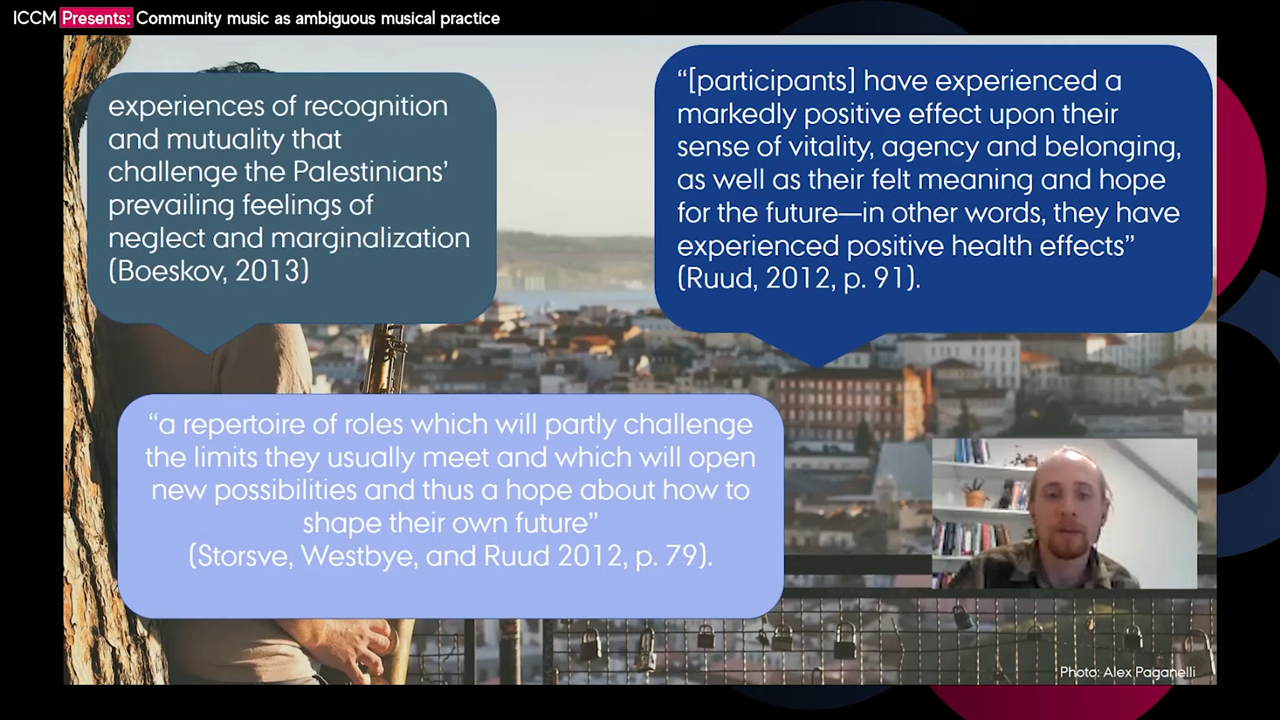 ICCM Presents: Community music as ambiguous musical practice
experiences of recognition
and mutuality that
challenge the Palestinians’
prevailing feelings of
neglect and marginalization
(Boeskov, 2013)
“[participants] have experienced a
markedly positive effect upon their
sense of vitality, agency and belonging,
as well as their felt meaning and hope
for the future—in other words, they have
experienced positive health effects”
(Ruud, 2012, p. 91).
“a repertoire of roles which will partly challenge
the limits they usually meet and which will open
new possibilities and thus a hope about how to
shape their own future”
(Storsve, Westbye, and Ruud 2012, p. 79).
Photo: Alex Paganelli